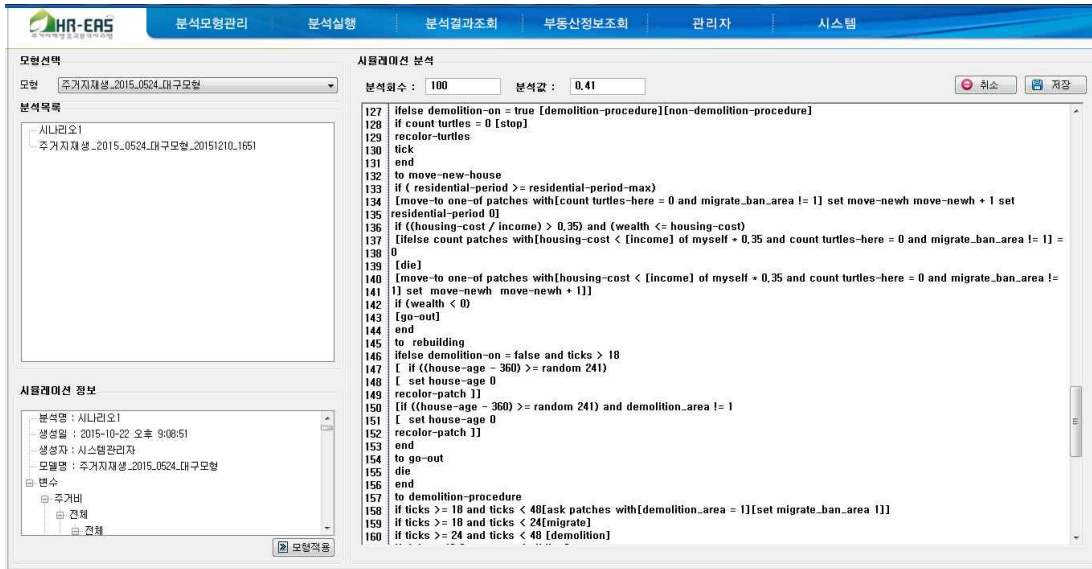 HR-EAS
분석모형관리 분석실행 분석결과조회 부동산정보조회 관리자 시스템
모형선택
모형 주거지재생_2015_0524_대구모형
분석목록
시나리오1
주거지재생_2015_0524_대구모형_20151210_1651
시뮬레이션 정보
분석명 : 시나리오1
생성일 : 2015-10-22 오후 9:08:51
생성자 : 시스템관리자
모델명 : 주거지재생_2015_0524_대구모형
변수
주거비
전체
전체
모형적용
시뮬레이션 분석
분석회수 : 100 분석값 : 0.41 취소 저장
127 ifelse demolition-on = true [demolition-procedure][non-demolition-procedure]
128 if count turtles = 0 [stop]
129 recolor-turtles
130 tick
131 end
132 to move-new-house
133 if ( residential-period >= residential-period-max)
134 [move-to one-of patches with[count turtles-here = 0 and migrate_ban_area != 1] set move-newh move-newh + 1 set
135 residential-period 0]
136 if ((housing-cost / income) > 0.35) and (wealth <= housing-cost)
137 [ifelse count patches with[housing-cost < [income] of myself * 0.35 and count turtles-here = 0 and migrate_ban_area != 1] =
138 0
139 [die]
140 [move-to one-of patches with[housing-cost < [income] of myself * 0.35 and count turtles-here = 0 and migrate_ban_area !=
141 1] set move-newh move-newh + 1]]
142 if (wealth < 0)
143 [go-out]
144 end
145 to rebuilding
146 ifelse demolition-on = false and ticks > 18
147 [ if ((house-age - 360) >= random 241)
148 [ set house-age 0
149 recolor-patch ]]
150 [if ((house-age - 360) >= random 241) and demolition_area != 1
151 [ set house-age 0
152 recolor-patch ]]
153 end
154 to go-out
155 die
156 end
157 to demolition-procedure
158 if ticks >= 18 and ticks < 48[ask patches with[demolition_area = 1][set migrate_ban_area 1]]
159 if ticks >= 18 and ticks < 24[migrate]
160 if ticks >= 24 and ticks < 48 [demolition]